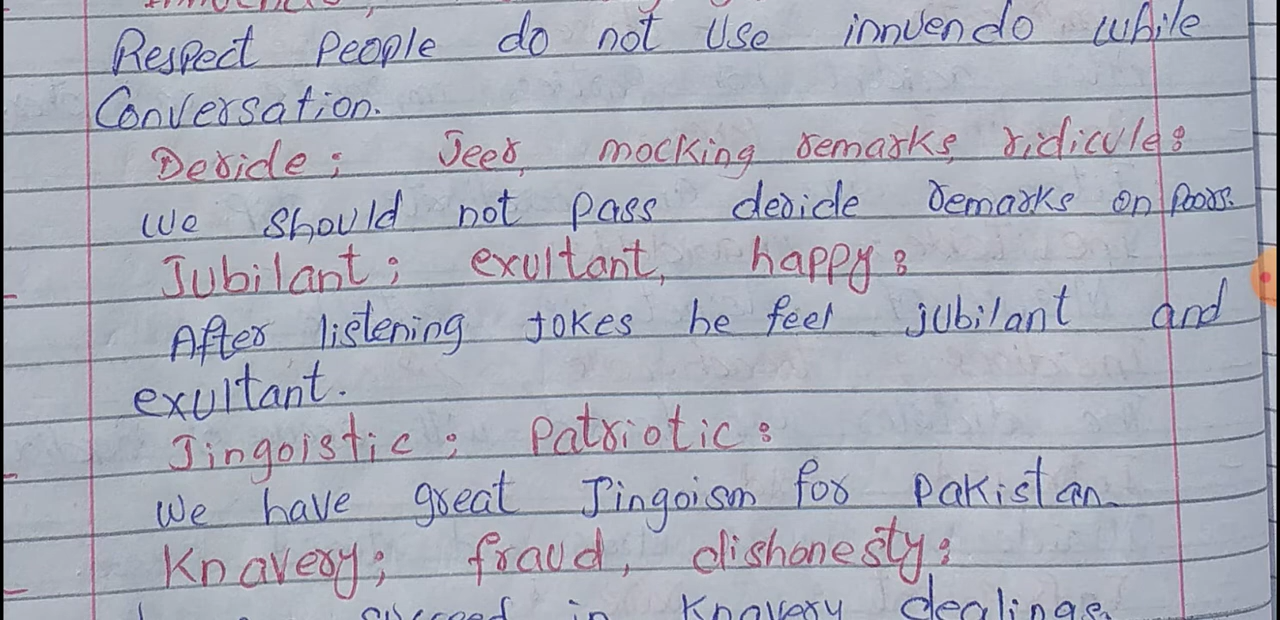 Respect People do not Use innuendo while
Conversation.
Deride: Jeer, mocking remarks, ridicule:
We should not pass deride remarks on poors.
Jubilant: exultant, happy:
After listening jokes he feel jubilant and
exultant.
Jingoistic: Patriotic:
We have great Jingoism for Pakistan
Knavery: fraud, dishonesty:
in Knavery dealings.